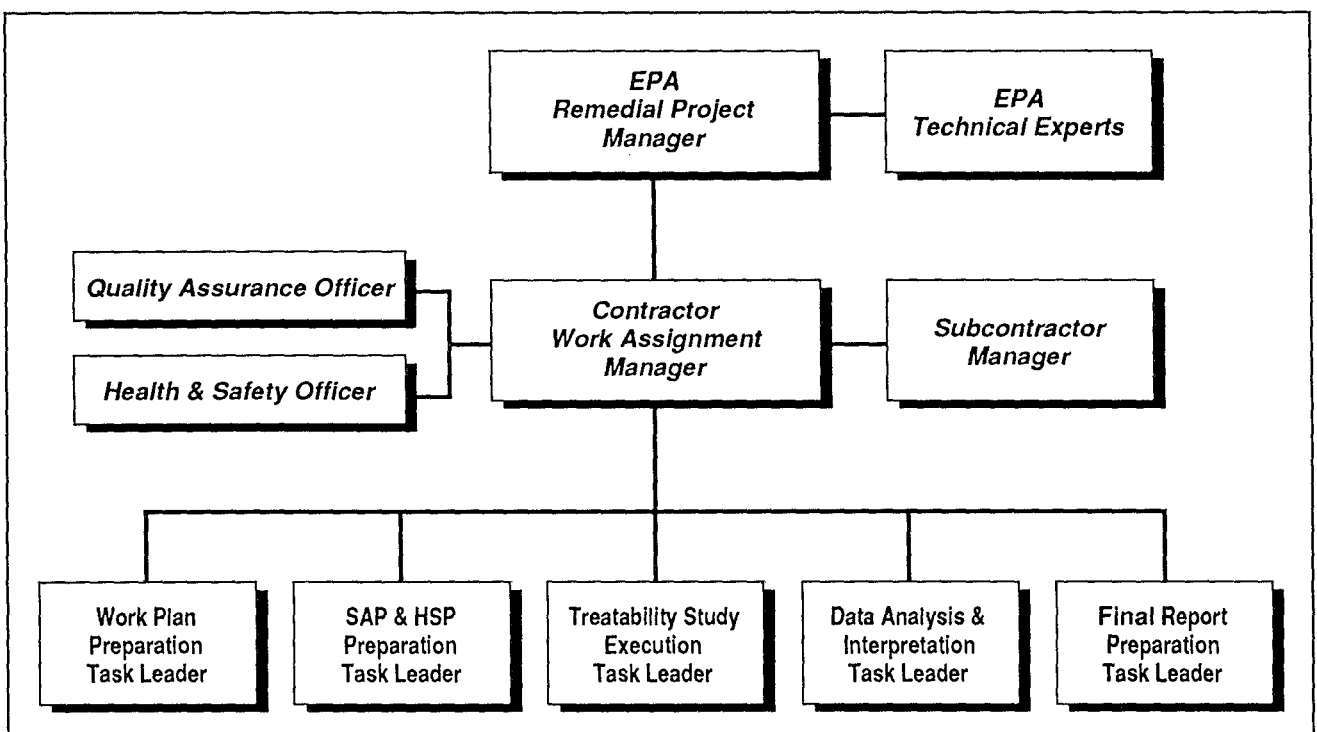 EPA
Remedial Project
Manager
EPA
Technical Experts
Quality Assurance Officer
Health & Safety Officer
Contractor
Work Assignment
Manager
Subcontractor
Manager
Work Plan
Preparation
Task Leader
SAP & HSP
Preparation
Task Leader
Treatability Study
Execution
Task Leader
Data Analysis &
Interpretation
Task Leader
Final Report
Preparation
Task Leader